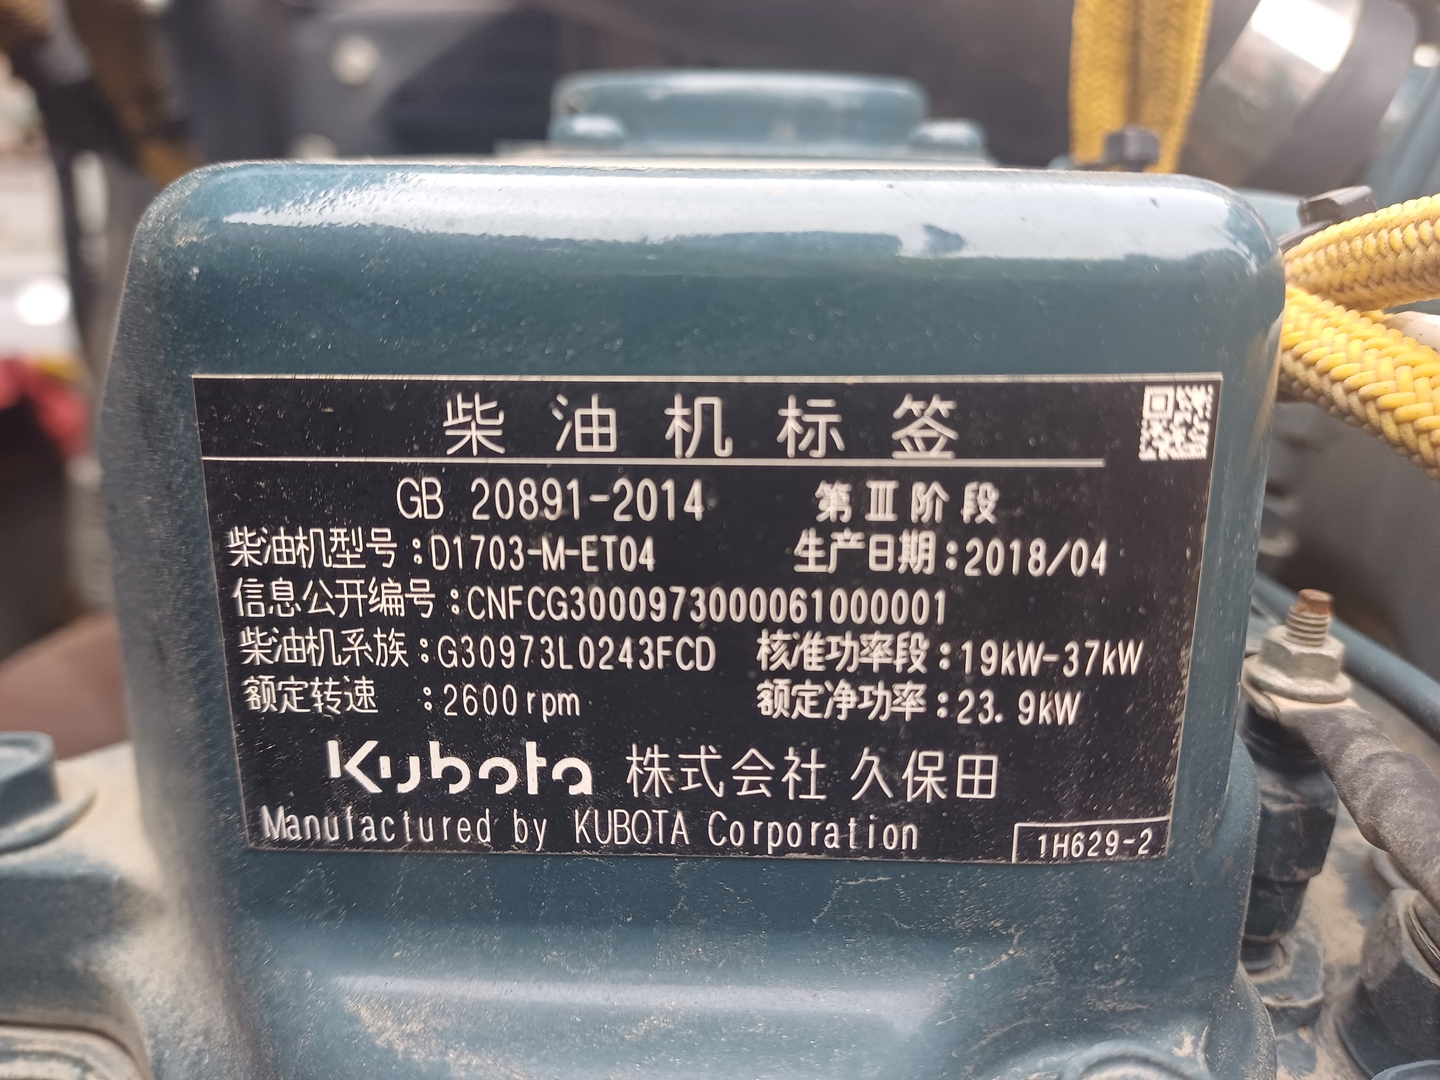 柴油机标签
GB 20891-2014 第Ⅲ阶段
柴油机型号:D1703-M-ET04 生产日期:2018/04
信息公开编号:CNFCG3000973000061000001
柴油机系族:G30973L0243FCD 核准功率段:19kW-37kW
额定转速 :2600rpm 额定净功率:23.9kW
Kubota 株式会社 久保田
Manufactured by KUBOTA Corporation
1H629-2